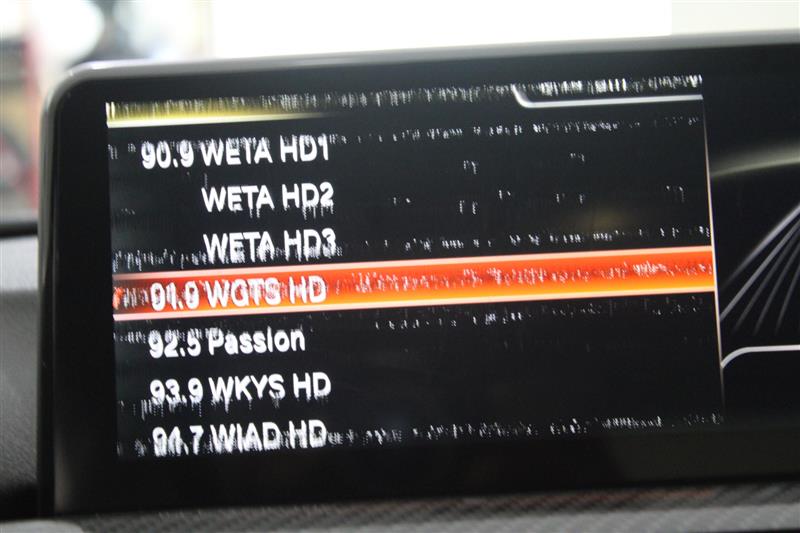 90.9 WETA HD1
WETA HD2
WETA HD3
91.9 WGTS HD
92.5 Passion
93.9 WKYS HD
94.7 WIAD HD